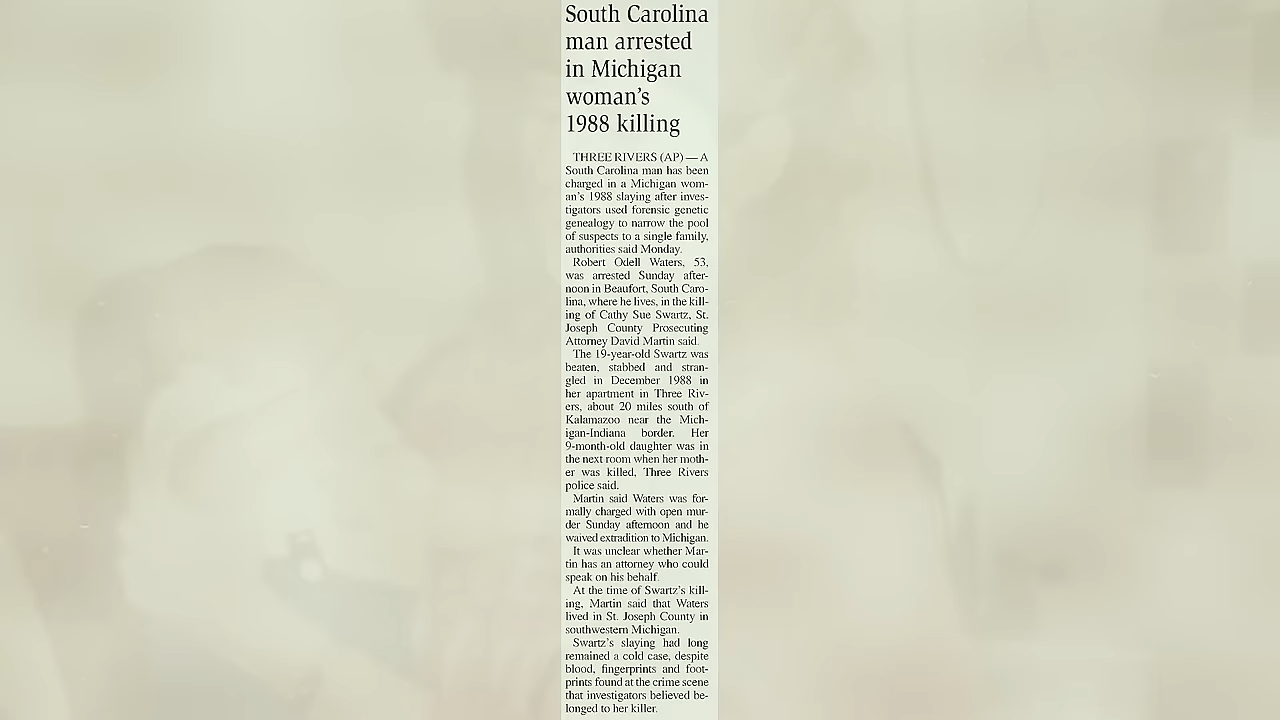 South Carolina
man arrested
in Michigan
woman's
1988 killing
THREE RIVERS (AP) — A
South Carolina man has been
charged in a Michigan wom-
an's 1988 slaying after inves-
tigators used forensic genetic
genealogy to narrow the pool
of suspects to a single family,
authorities said Monday.
Robert Odell Waters, 53,
was arrested Sunday after-
noon in Beaufort, South Caro-
lina, where he lives, in the kill-
ing of Cathy Sue Swartz, St.
Joseph County Prosecuting
Attorney David Martin said.
The 19-year-old Swartz was
beaten, stabbed and stran-
gled in December 1988 in
her apartment in Three Riv-
ers, about 20 miles south of
Kalamazoo near the Mich-
igan-Indiana border. Her
9-month-old daughter was in
the next room when her moth-
er was killed, Three Rivers
police said.
Martin said Waters was for-
mally charged with open mur-
der Sunday afternoon and he
waived extradition to Michigan.
It was unclear whether Mar-
tin has an attorney who could
speak on his behalf.
At the time of Swartz's kill-
ing, Martin said that Waters
lived in St. Joseph County in
southwestern Michigan.
Swartz's slaying had long
remained a cold case, despite
blood, fingerprints and foot-
prints found at the crime scene
that investigators believed be-
longed to her killer.